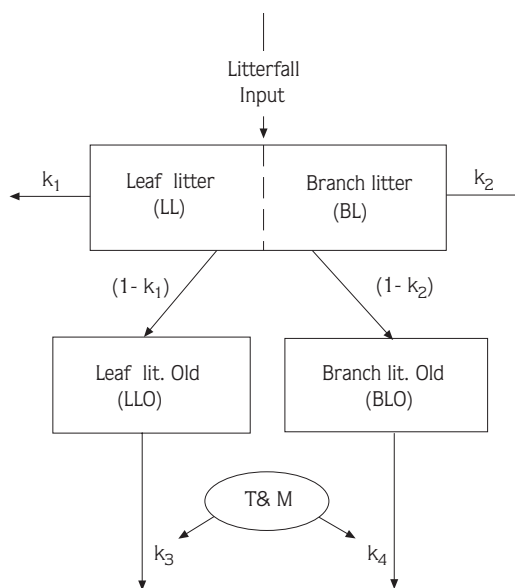 Litterfall
Input
k1
Leaf litter
(LL)
Branch litter
(BL)
k2
(1- k1)
(1- k2)
Leaf lit. Old
(LLO)
Branch lit. Old
(BLO)
T& M
k3
k4